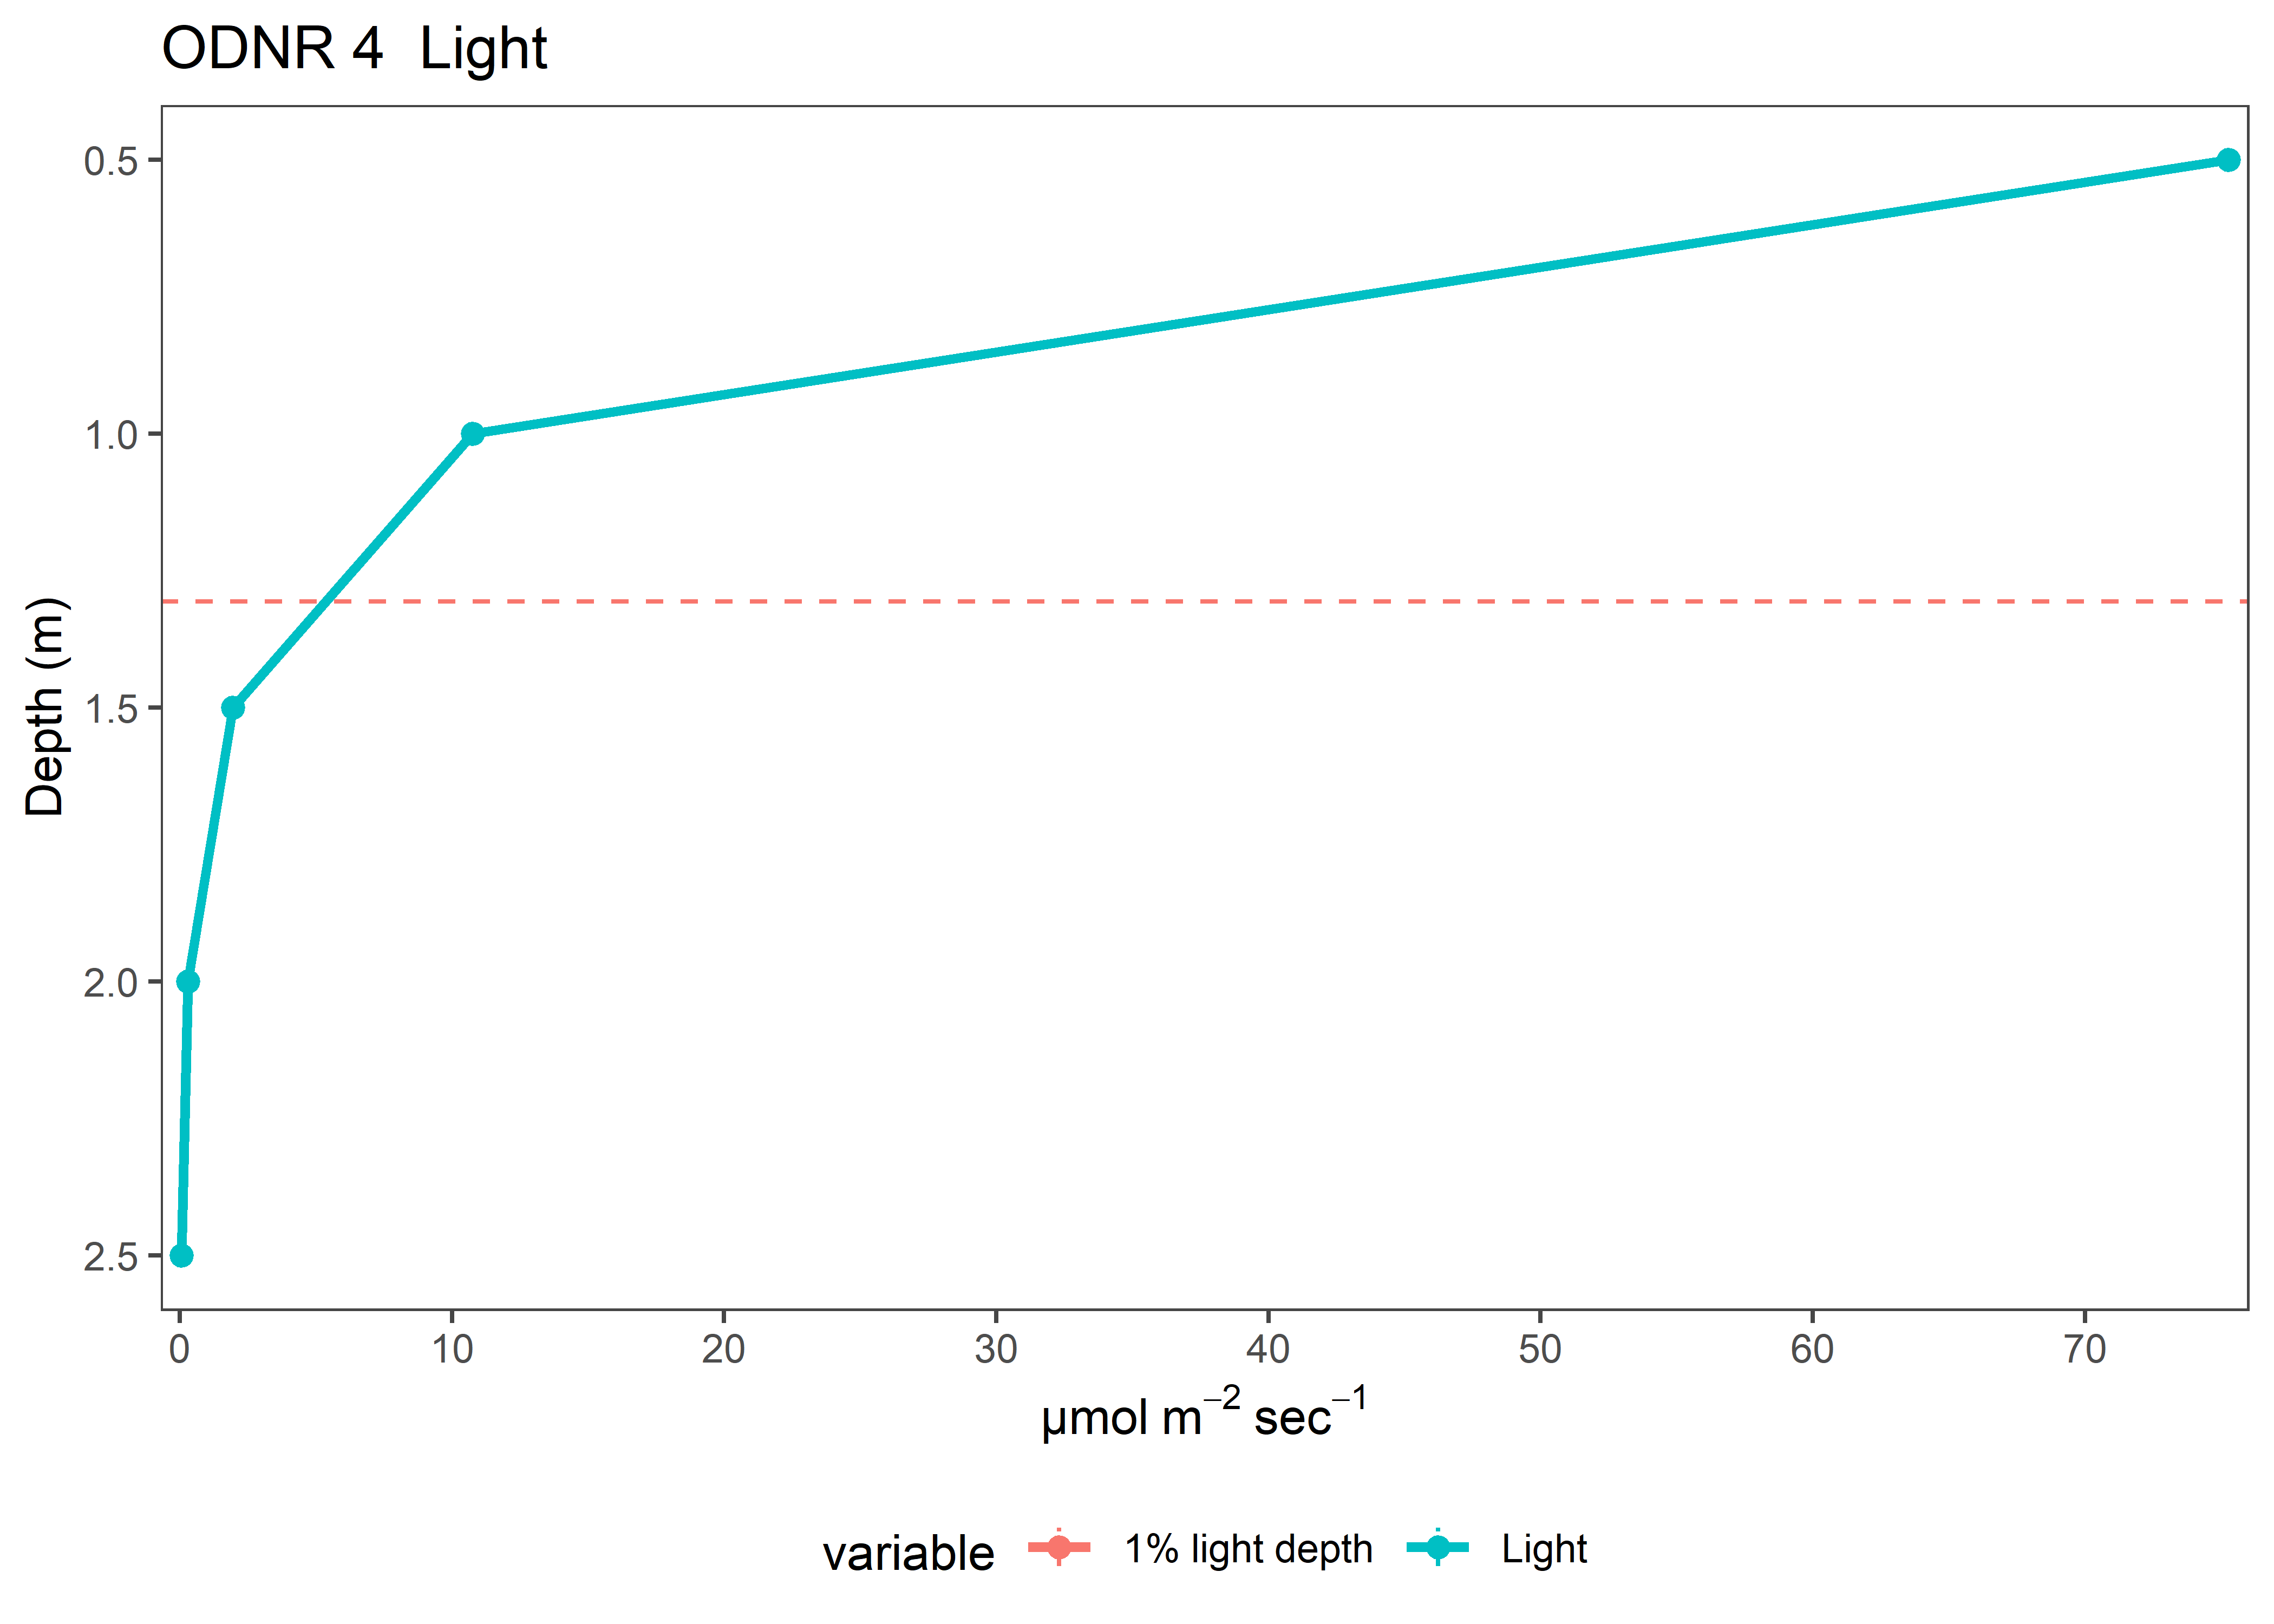 ODNR 4  Light
Depth (m)
0.5
1.0
1.5
2.0
2.5
0 10 20 30 40 50 60 70
µmol m⁻² sec⁻¹
variable 1% light depth Light